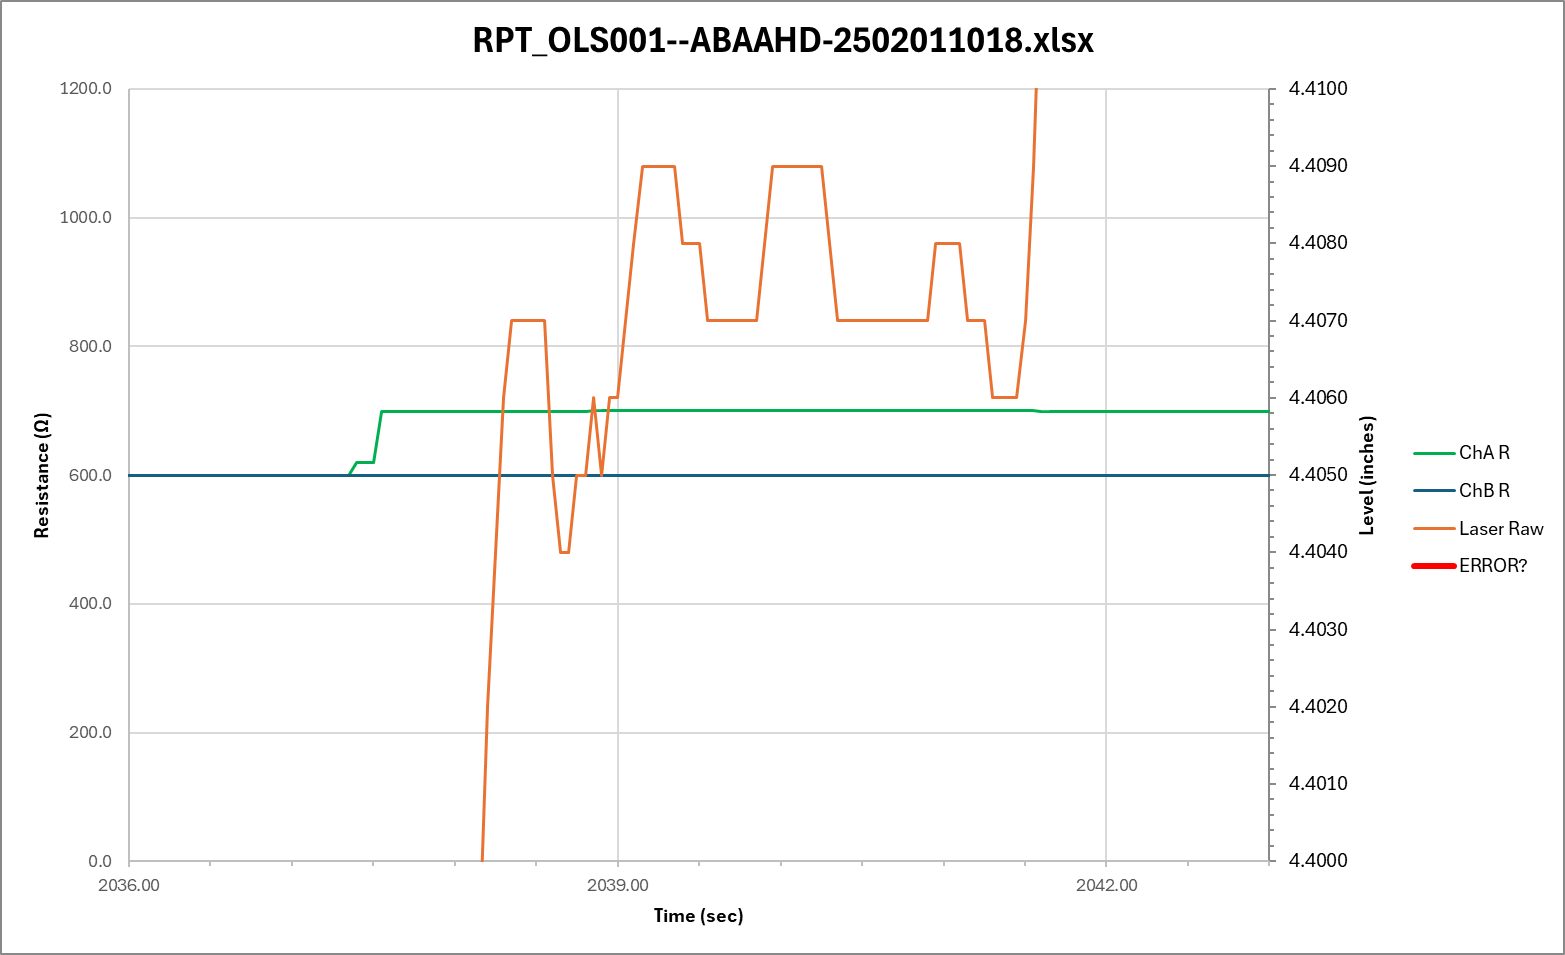 RPT_OLS001--ABAAHD-2502011018.xlsx
1200.0
1000.0
800.0
600.0
400.0
200.0
0.0
Resistance (Ω)
4.4100
4.4090
4.4080
4.4070
4.4060
4.4050
4.4040
4.4030
4.4020
4.4010
4.4000
Level (inches)
ChA R
ChB R
Laser Raw
ERROR?
2036.00 2039.00 2042.00
Time (sec)